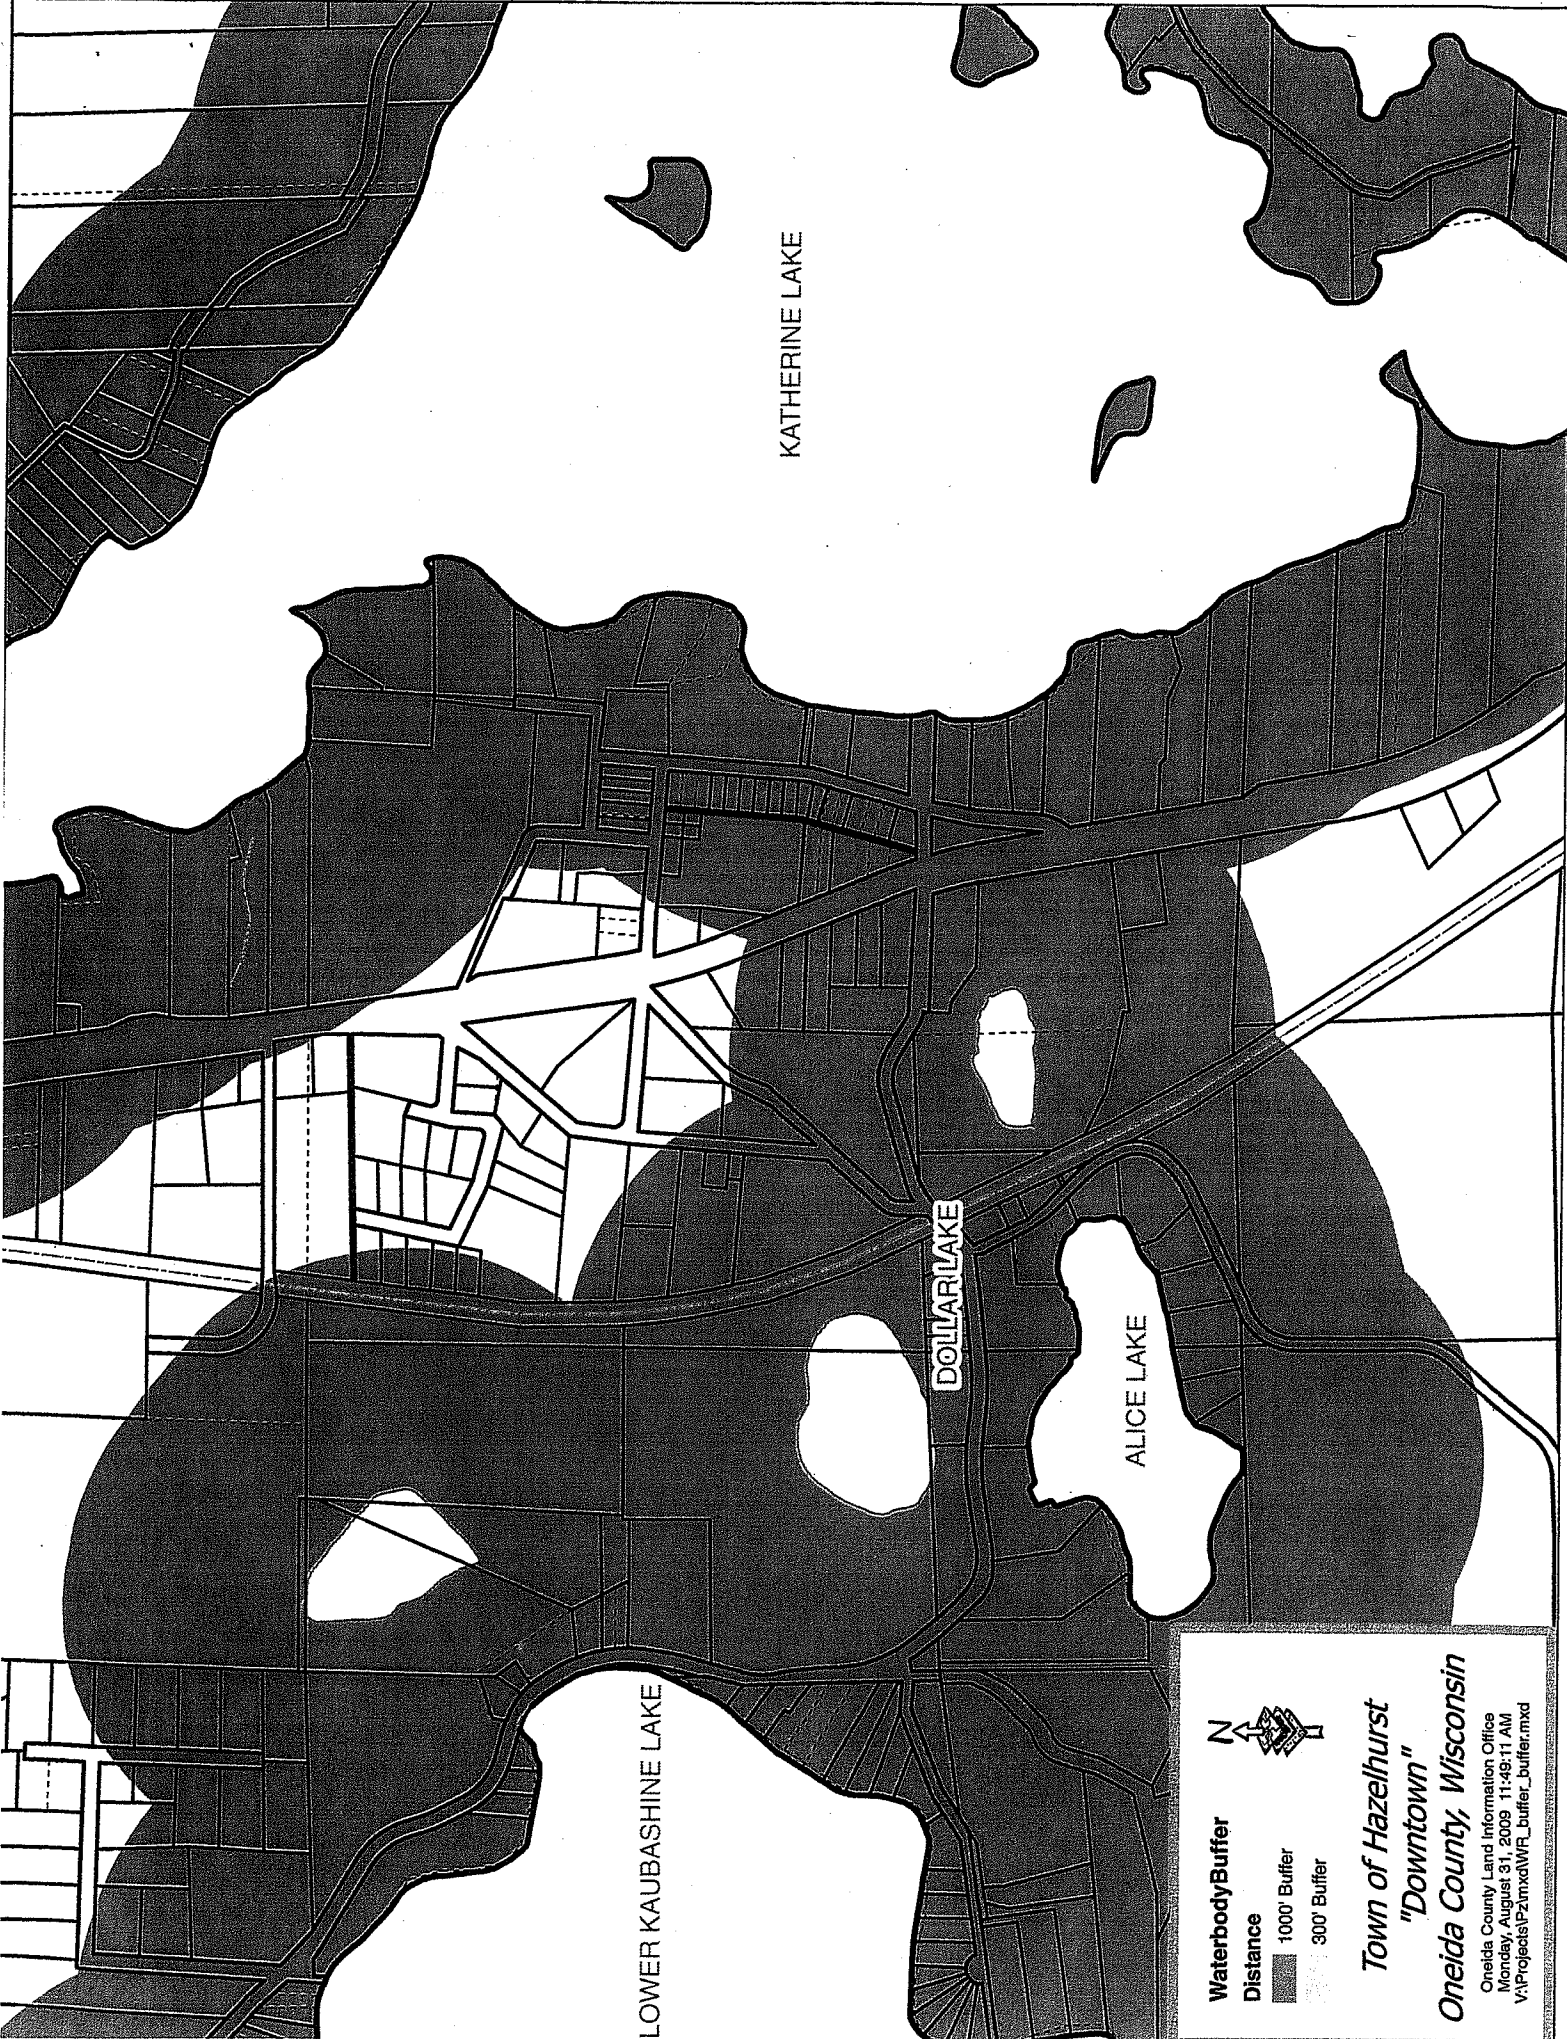 KATHERINE LAKE
DOLLAR LAKE
ALICE LAKE
LOWER KAUBASHINE LAKE
WaterbodyBuffer
Distance
1000' Buffer
300' Buffer
N
Town of Hazelhurst
"Downtown"
Oneida County, Wisconsin
Oneida County Land Information Office
Monday, August 31, 2009 11:49:11 AM
V:\Projects\Pz\mxd\WR_buffer_buffer.mxd